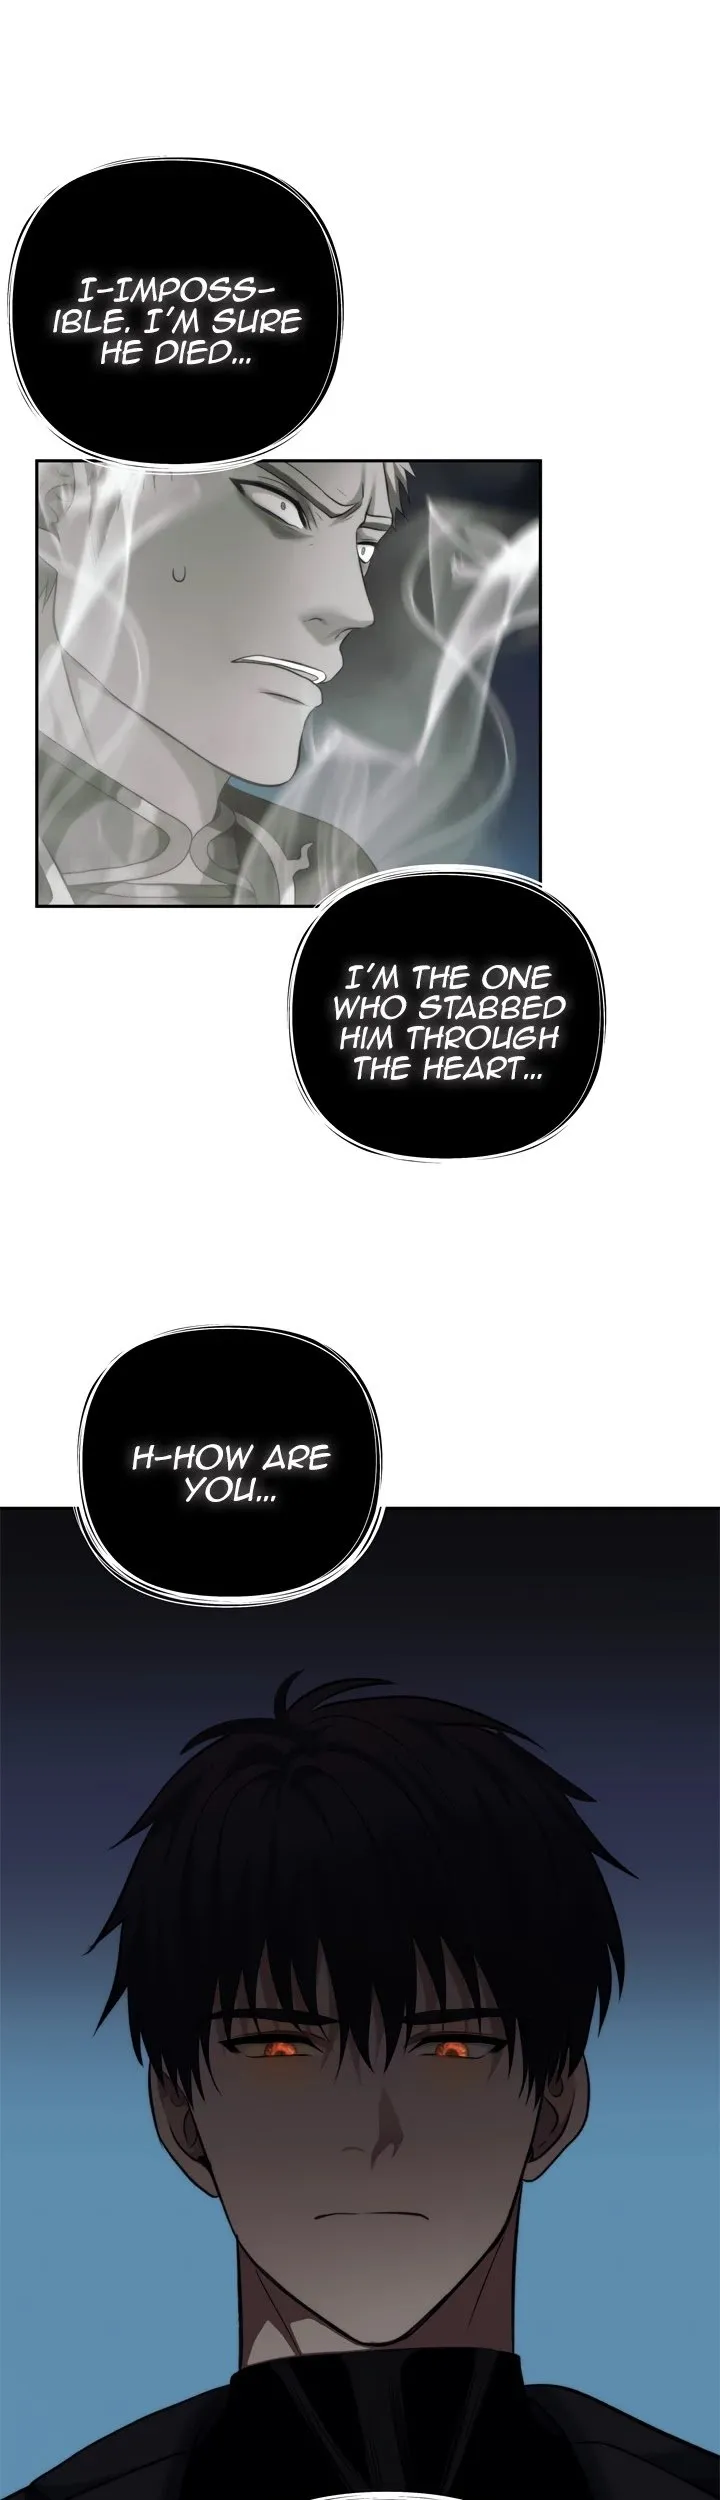 I-IMPOSS-
IBLE. I'M SURE
HE DIED...
I'M THE ONE
WHO STABBED
HIM THROUGH
THE HEART...
H-HOW ARE
YOU...